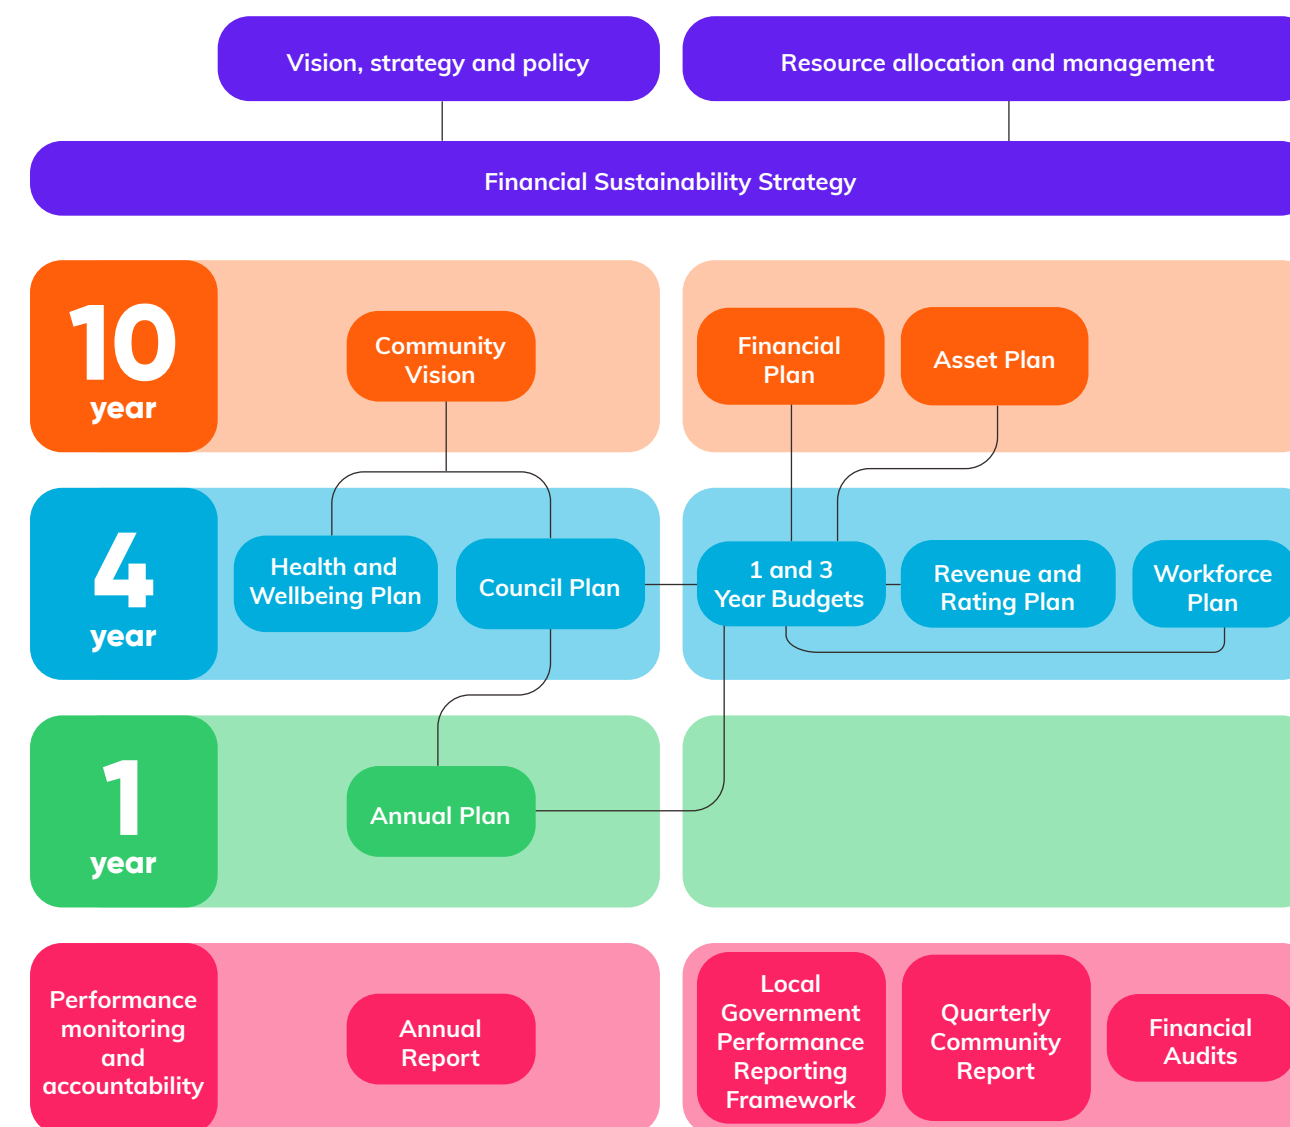 Vision, strategy and policy
Resource allocation and management
Financial Sustainability Strategy
10
year
Community
Vision
Financial
Plan
Asset Plan
4
year
Health and
Wellbeing Plan
Council Plan
1 and 3
Year Budgets
Revenue and
Rating Plan
Workforce
Plan
1
year
Annual Plan
Performance
monitoring
and
accountability
Annual
Report
Local
Government
Performance
Reporting
Framework
Quarterly
Community
Report
Financial
Audits